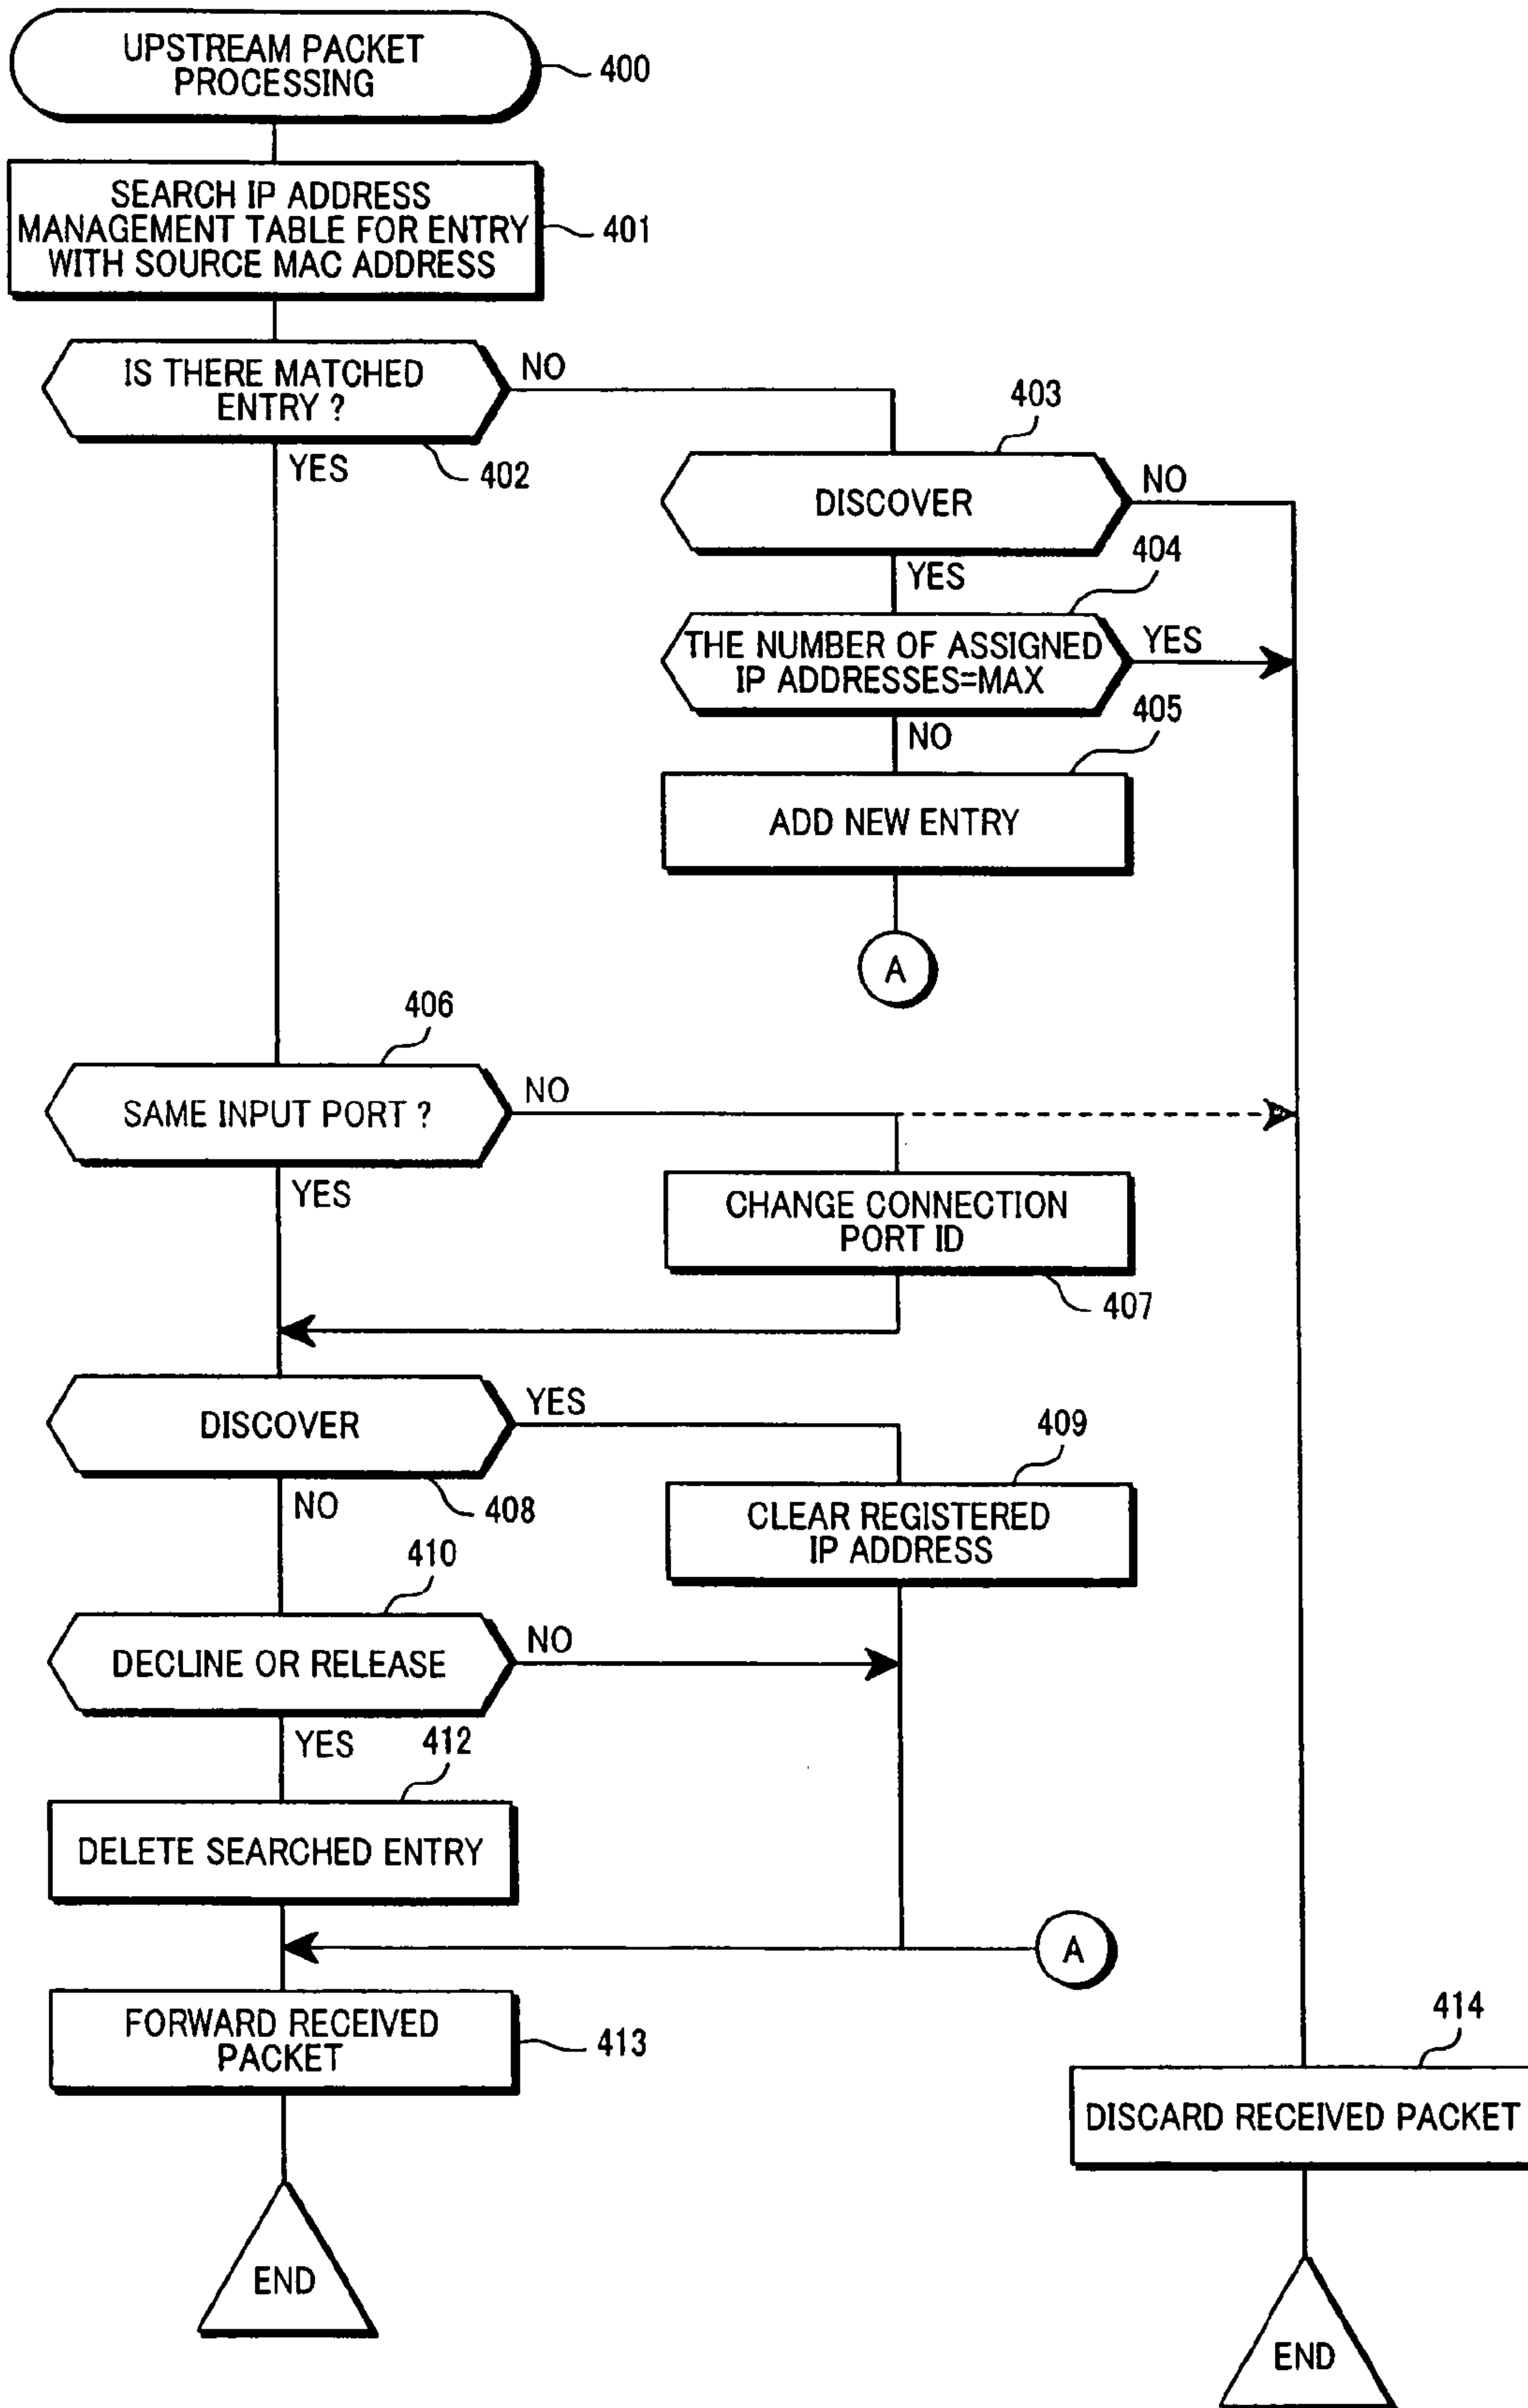 UPSTREAM PACKET
PROCESSING
400
SEARCH IP ADDRESS
MANAGEMENT TABLE FOR ENTRY
WITH SOURCE MAC ADDRESS
401
IS THERE MATCHED
ENTRY ?
NO
YES
402
403
DISCOVER
NO
YES
404
THE NUMBER OF ASSIGNED
IP ADDRESSES=MAX
YES
NO
405
ADD NEW ENTRY
A
406
SAME INPUT PORT ?
NO
YES
CHANGE CONNECTION
PORT ID
407
DISCOVER
YES
NO
408
409
CLEAR REGISTERED
IP ADDRESS
410
DECLINE OR RELEASE
NO
YES
412
DELETE SEARCHED ENTRY
A
FORWARD RECEIVED
PACKET
413
414
DISCARD RECEIVED PACKET
END
END